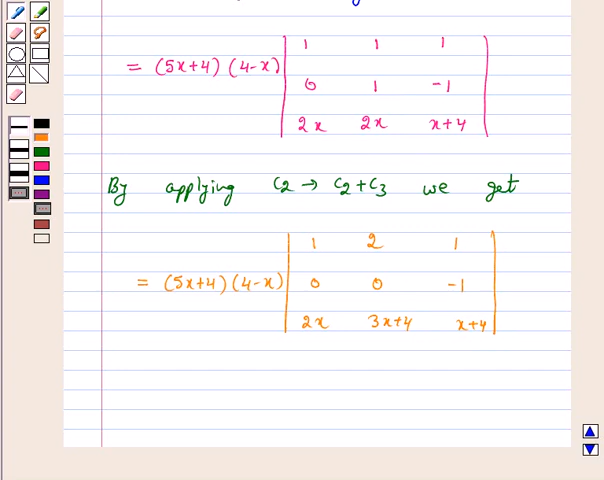 1 1 1
= (5x+4) (4-x) 0 1 -1
2x 2x x+4
By applying C2 → C2+C3 we get
1 2 1
= (5x+4) (4-x) 0 0 -1
2x 3x+4 x+4